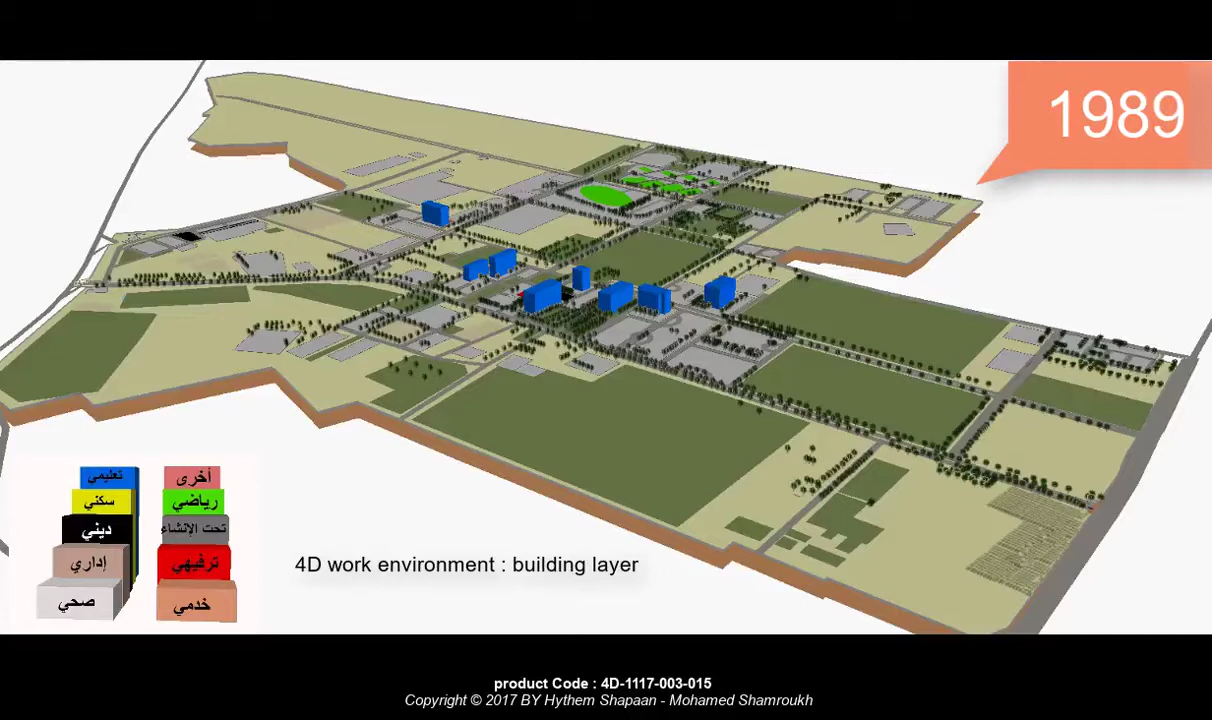 1989
تعليمي
أخرى
سكني
رياضي
ديني
تحت الإنشاء
إداري
ترفيهي
صحي
خدمي
4D work environment : building layer
product Code : 4D-1117-003-015
Copyright © 2017 BY Hythem Shapaan - Mohamed Shamroukh